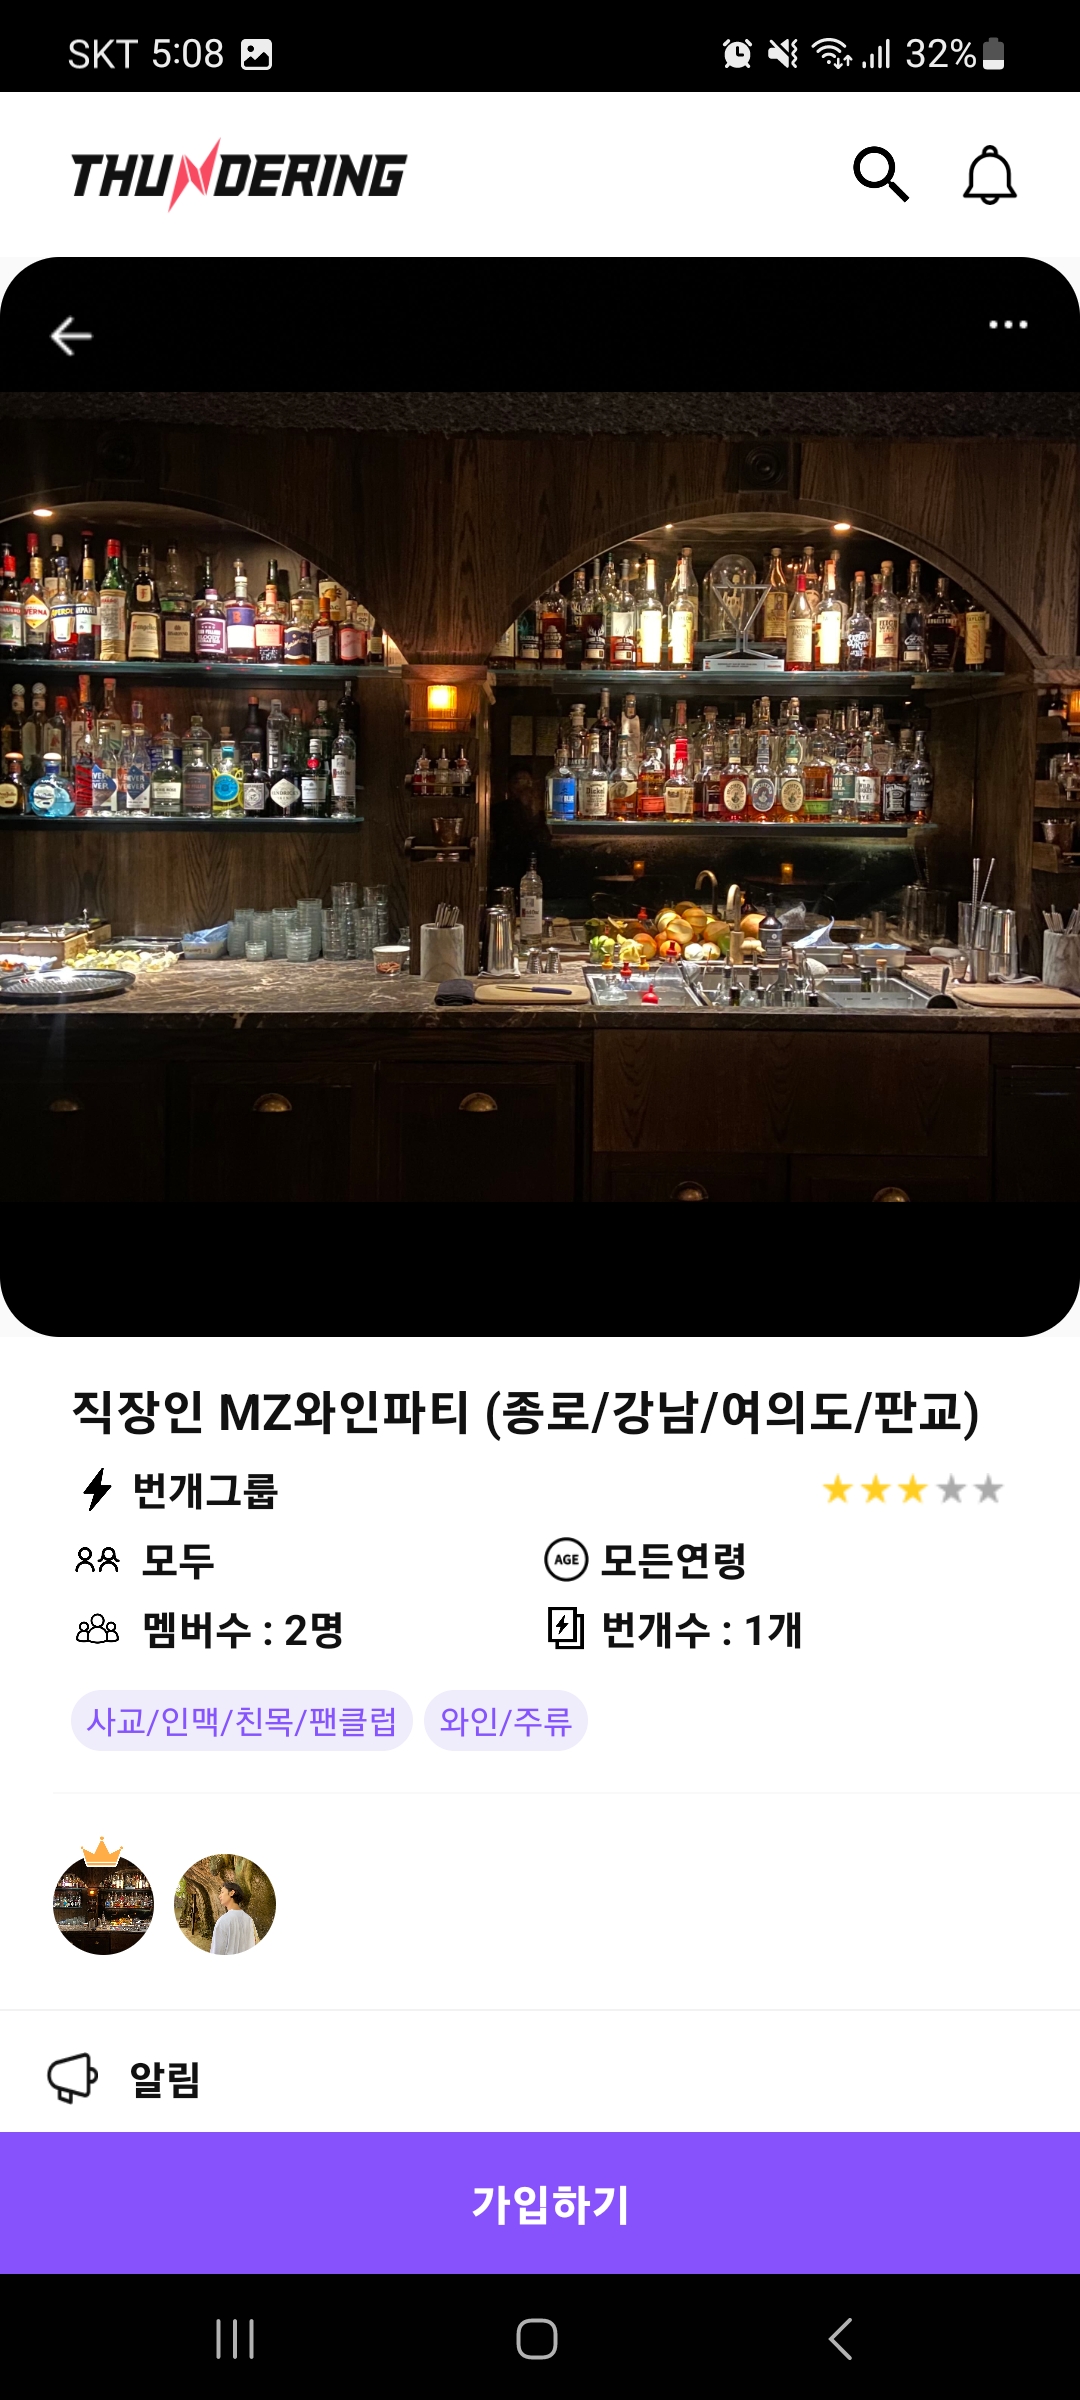 SKT 5:08
32%
THUNDERING
직장인 MZ와인파티 (종로/강남/여의도/판교)
번개그룹
모두
AGE 모든연령
멤버수 : 2명
번개수 : 1개
사교/인맥/친목/팬클럽 와인/주류
알림
가입하기